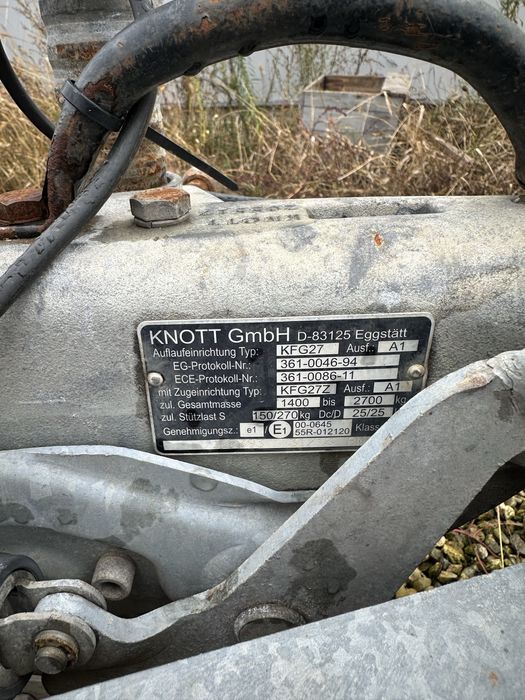 KNOTT GmbH D-83125 Eggstätt
Auflaufeinrichtung Typ: KFG27 Ausf.: A1
EG-Protokoll-Nr.: 361-0046-94
ECE-Protokoll-Nr.: 361-0086-11
mit Zugeinrichtung Typ: KFG27Z Ausf.: A1
zul. Gesamtmasse 1400 bis 2700 kg
zul. Stützlast S 150/270 kg Dc/D 25/25
Genehmigungsz.: e1 E1 00-0645 Klasse
55R-012120